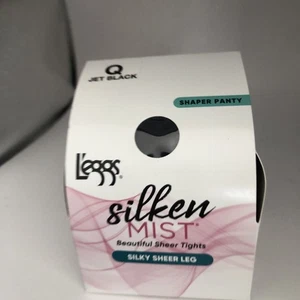 Q
JET BLACK
SHAPER PANTY
L'eggs®
silken
MIST®
Beautiful Sheer Tights
SILKY SHEER LEG